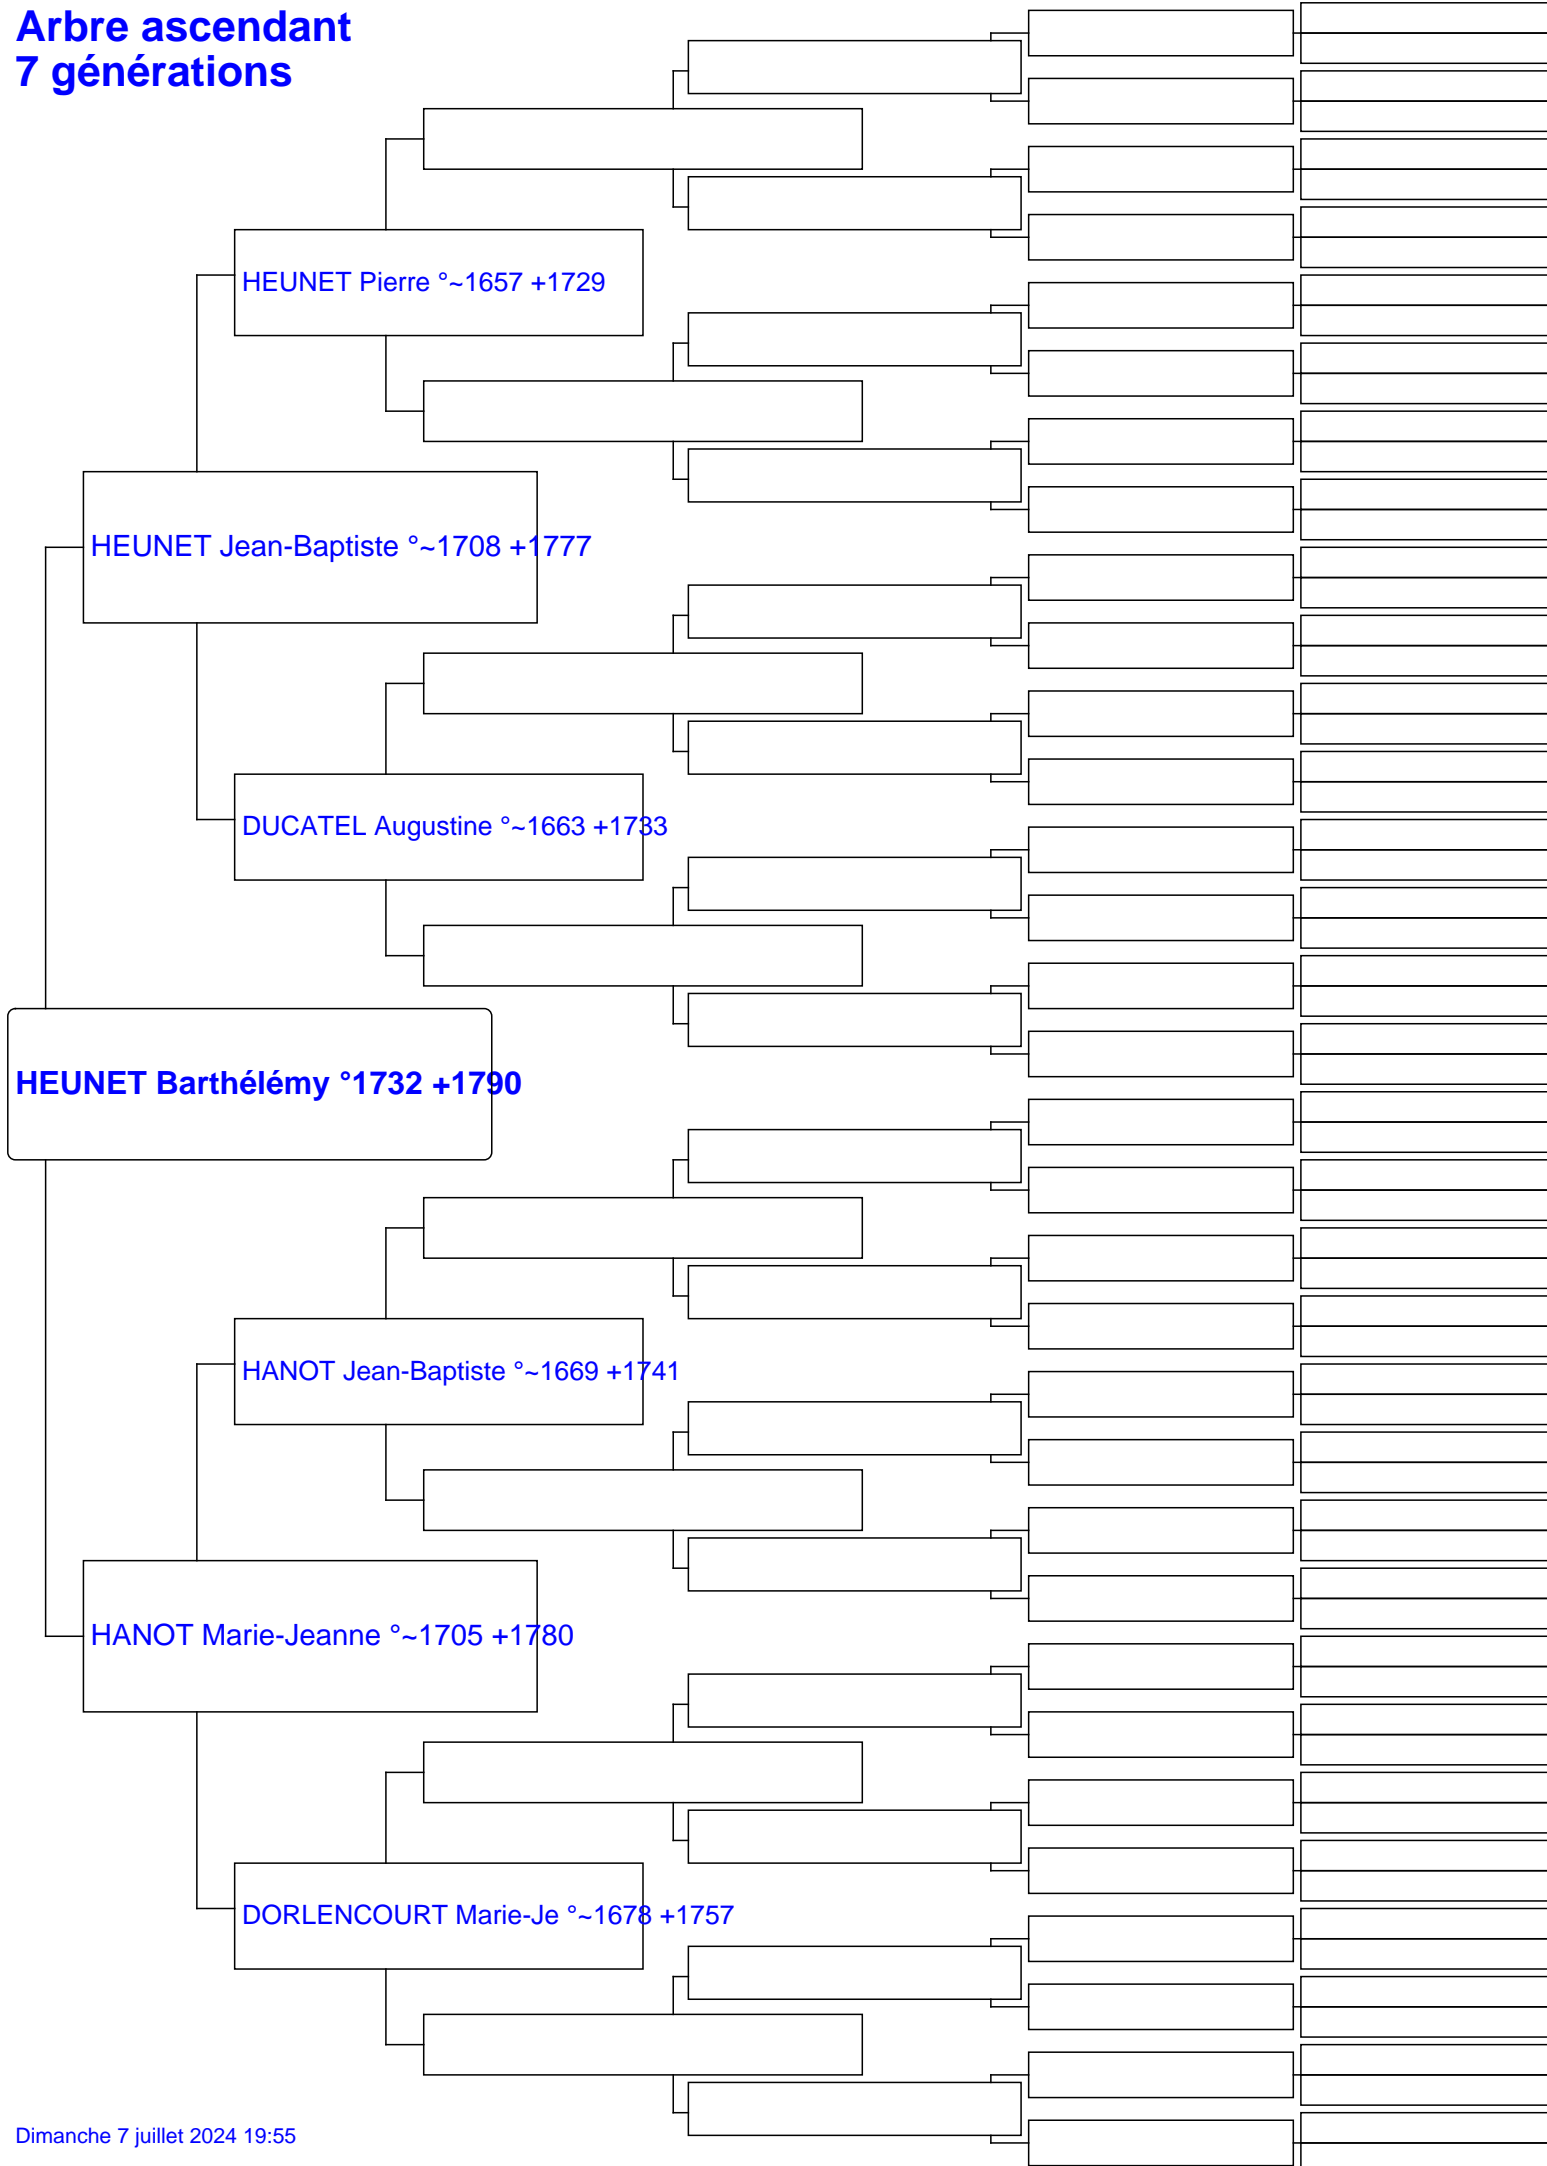 Arbre ascendant
7 générations
HEUNET Pierre °~1657 +1729
HEUNET Jean-Baptiste °~1708 +1777
DUCATEL Augustine °~1663 +1733
HEUNET Barthélémy °1732 +1790
HANOT Jean-Baptiste °~1669 +1741
HANOT Marie-Jeanne °~1705 +1780
DORLENCOURT Marie-Je °~1678 +1757
Dimanche 7 juillet 2024 19:55